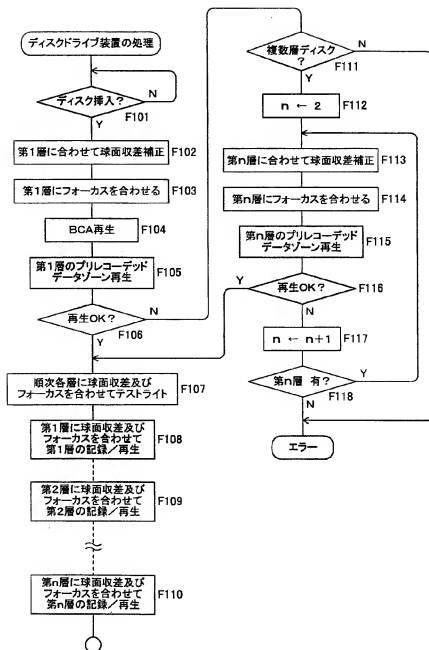 ディスクドライブ装置の処理
ディスク挿入？
N
Y
F101
第1層に合わせて球面収差補正
F102
第1層にフォーカスを合わせる
F103
BCA再生
F104
第1層のプリレコーデッド
データゾーン再生
F105
再生OK？
N
Y
F106
順次各層に球面収差及び
フォーカスを合わせてテストライト
F107
第1層に球面収差及び
フォーカスを合わせて
第1層の記録／再生
F108
第2層に球面収差及び
フォーカスを合わせて
第2層の記録／再生
F109
第n層に球面収差及び
フォーカスを合わせて
第n層の記録／再生
F110
複数層ディスク
？
N
Y
F111
n ← 2
F112
第n層に合わせて球面収差補正
F113
第n層にフォーカスを合わせる
F114
第n層のプリレコーデッド
データゾーン再生
F115
Y
再生OK？
F116
N
n ← n+1
F117
第n層 有？
Y
F118
N
エラー